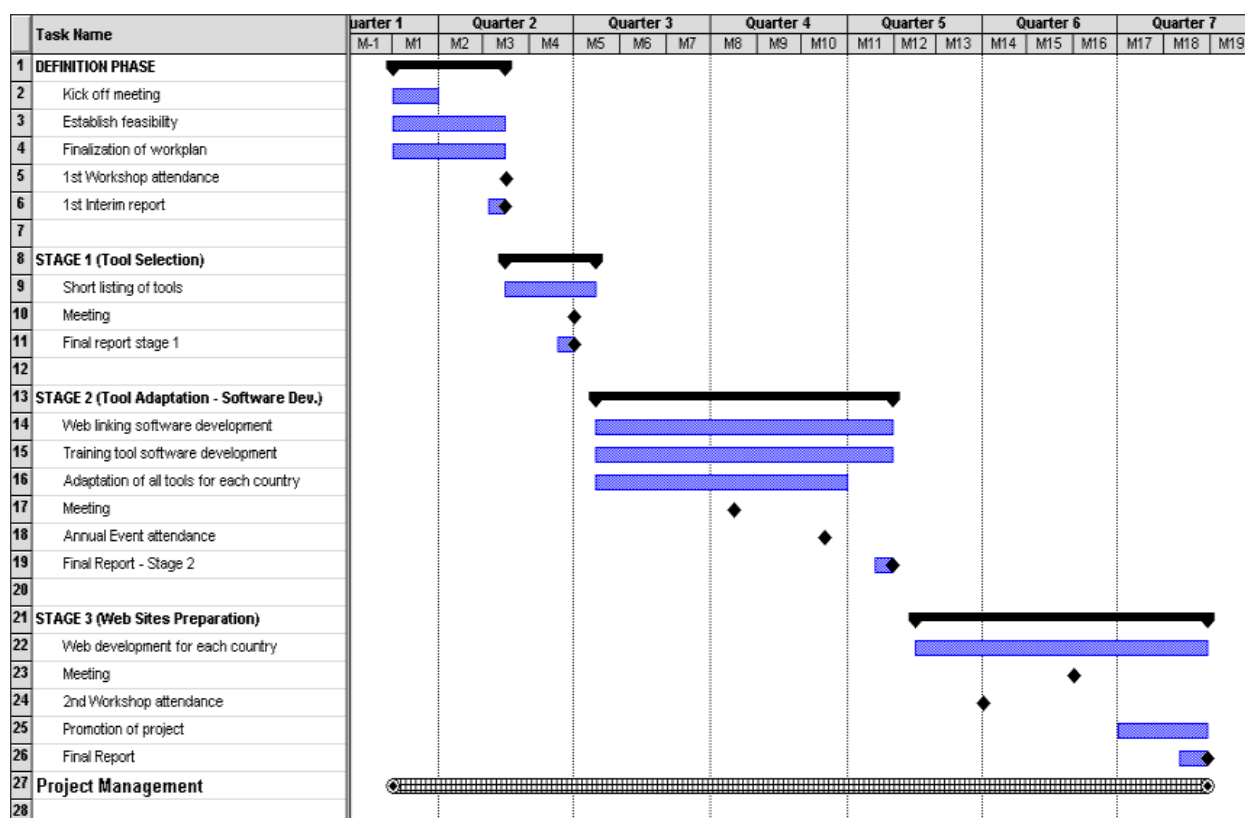 Task Name
uarter 1 Quarter 2 Quarter 3 Quarter 4 Quarter 5 Quarter 6 Quarter 7
M-1 M1 M2 M3 M4 M5 M6 M7 M8 M9 M10 M11 M12 M13 M14 M15 M16 M17 M18 M19
1 DEFINITION PHASE
2 Kick off meeting
3 Establish feasibility
4 Finalization of workplan
5 1st Workshop attendance
6 1st Interim report
7
8 STAGE 1 (Tool Selection)
9 Short listing of tools
10 Meeting
11 Final report stage 1
12
13 STAGE 2 (Tool Adaptation - Software Dev.)
14 Web linking software development
15 Training tool software development
16 Adaptation of all tools for each country
17 Meeting
18 Annual Event attendance
19 Final Report - Stage 2
20
21 STAGE 3 (Web Sites Preparation)
22 Web development for each country
23 Meeting
24 2nd Workshop attendance
25 Promotion of project
26 Final Report
27 Project Management
28